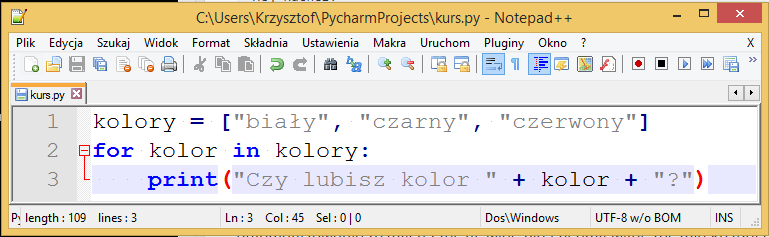 C:\Users\Krzysztof\PycharmProjects\kurs.py - Notepad++
Plik Edycja Szukaj Widok Format Składnia Ustawienia Makra Uruchom Pluginy Okno ? X
kurs.py
1 kolory = ["biały", "czarny", "czerwony"]
2 for kolor in kolory:
3 print("Czy lubisz kolor " + kolor + "?")
Py length : 109 lines : 3 Ln : 3 Col : 45 Sel : 0 | 0 Dos\Windows UTF-8 w/o BOM INS